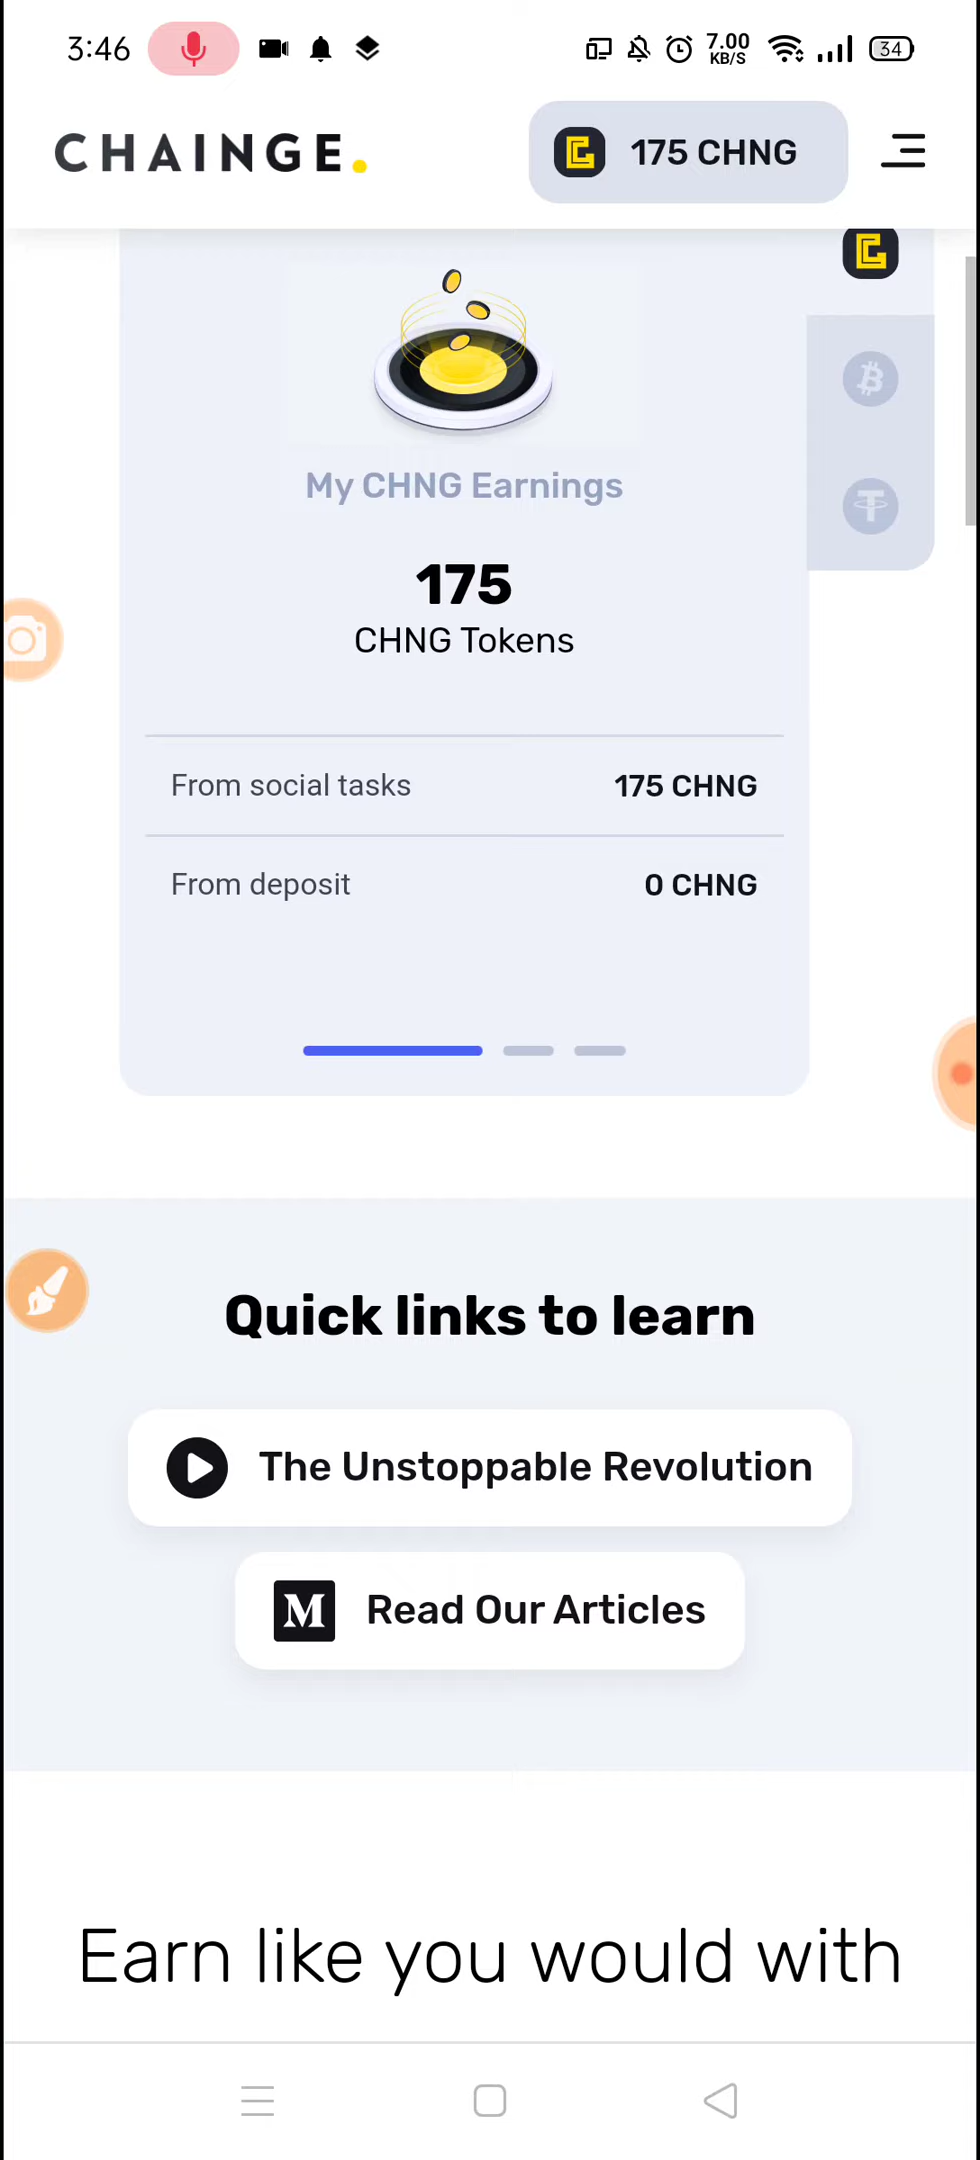 3:46
7.00
KB/S
34
CHAINGE.
175 CHNG
My CHNG Earnings
175
CHNG Tokens
From social tasks 175 CHNG
From deposit 0 CHNG
Quick links to learn
The Unstoppable Revolution
Read Our Articles
Earn like you would with